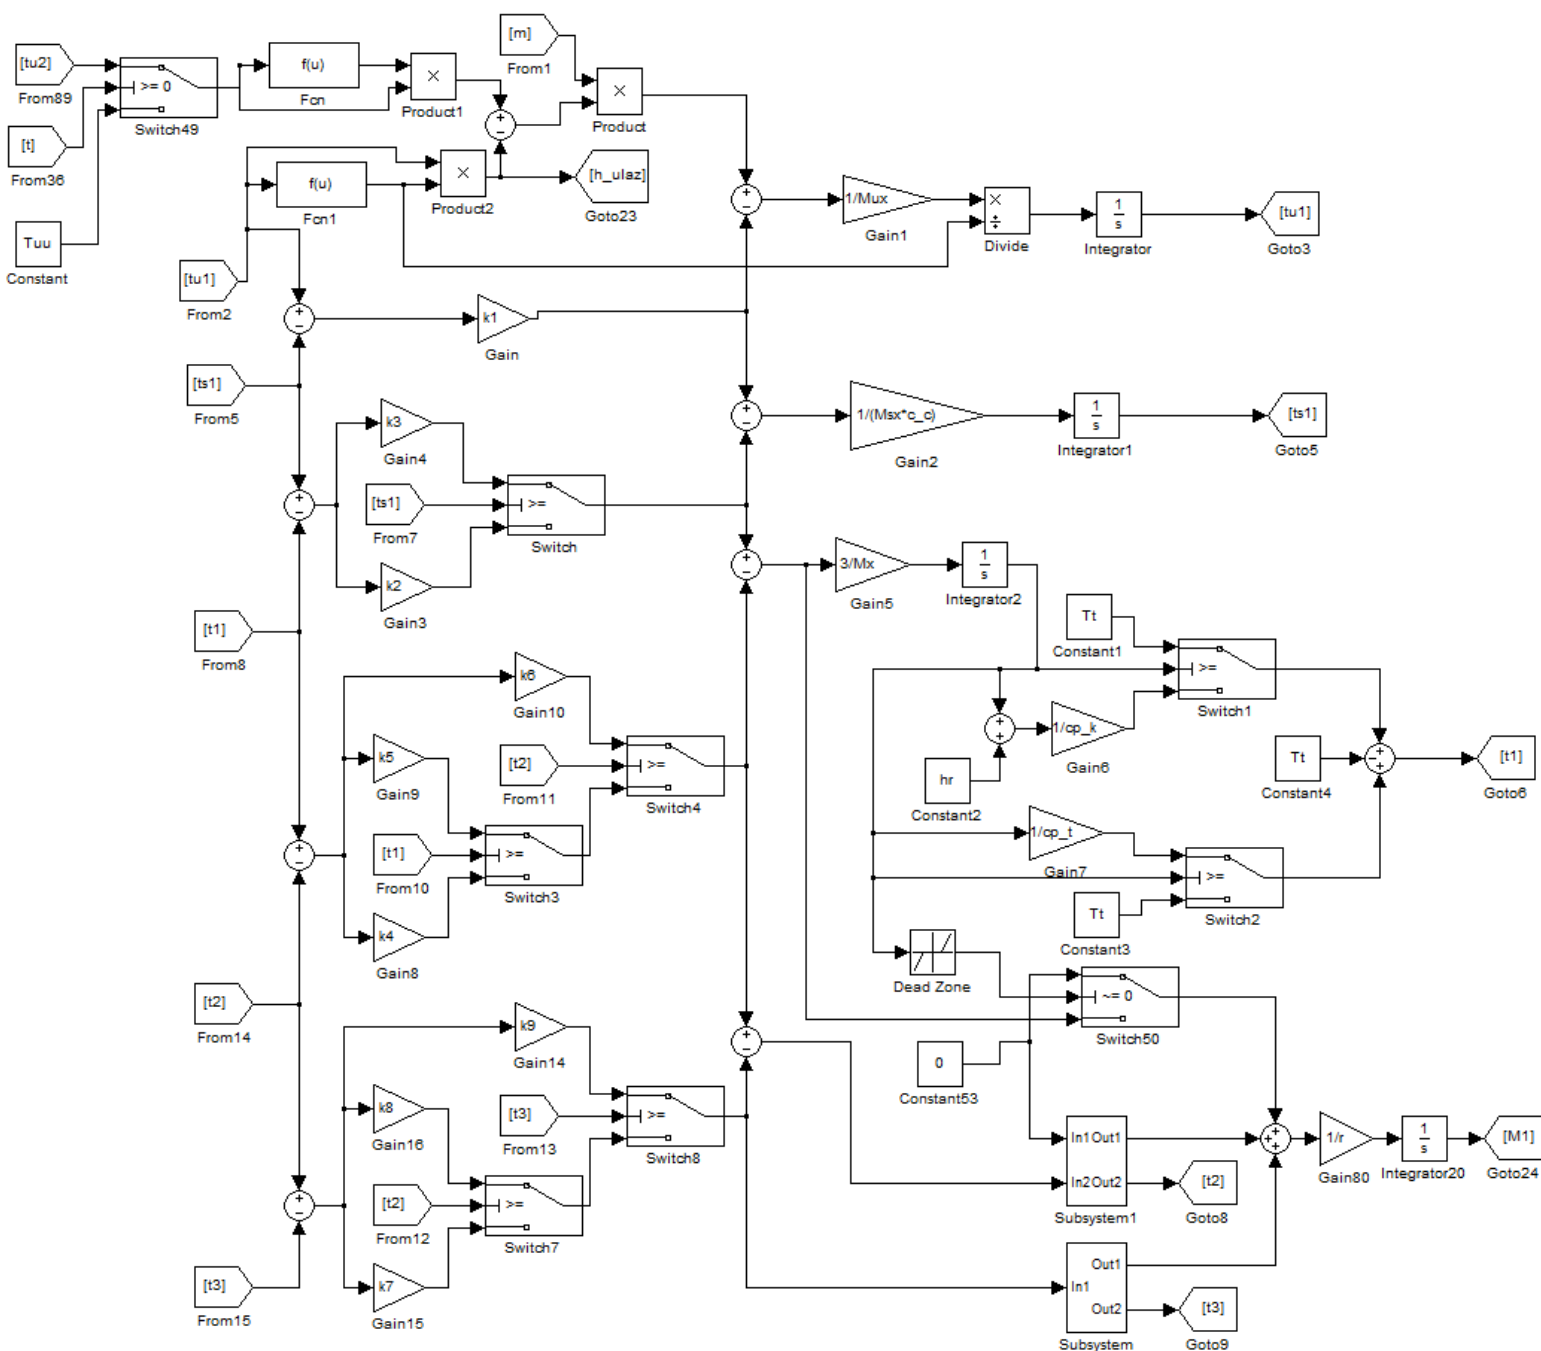 [m]
From1
[tu2]
From89
>= 0
Switch49
f(u)
Fcn
×
Product1
+
−
×
Product
[t]
From36
f(u)
Fcn1
×
Product2
[h_ulaz]
Goto23
Tuu
Constant
[tu1]
From2
+
−
1/Mux
Gain1
×
÷
Divide
1
s
Integrator
[tu1]
Goto3
+
−
k1
Gain
[ts1]
From5
+
−
1/(Msx*c_c)
Gain2
1
s
Integrator1
[ts1]
Goto5
k3
Gain4
+
−
[ts1]
From7
>=
Switch
k2
Gain3
+
−
3/Mx
Gain5
1
s
Integrator2
[t1]
From8
Tt
Constant1
>=
Switch1
+
+
1/cp_k
Gain6
hr
Constant2
Tt
Constant4
+
−
+
[t1]
Goto6
k6
Gain10
k5
Gain9
[t2]
From11
>=
Switch4
+
−
[t1]
From10
>=
Switch3
k4
Gain8
1/cp_t
Gain7
>=
Switch2
Tt
Constant3
Dead Zone
~= 0
Switch50
[t2]
From14
k9
Gain14
+
−
0
Constant53
k8
Gain16
[t3]
From13
>=
Switch8
In1
Out1
In2
Out2
Subsystem1
[t2]
Goto8
+
+
+
1/r
Gain80
1
s
Integrator20
[M1]
Goto24
+
−
[t2]
From12
>=
Switch7
[t3]
From15
k7
Gain15
Out1
In1
Out2
Subsystem
[t3]
Goto9